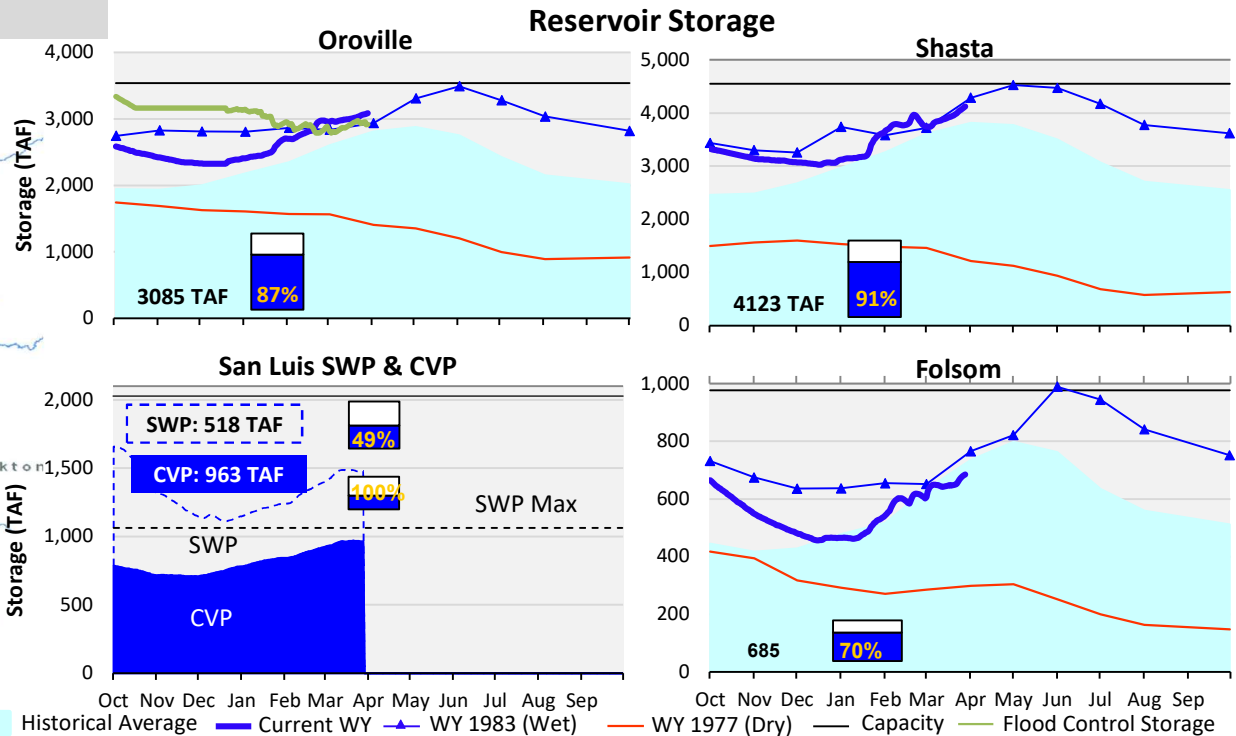 Reservoir Storage
Oroville
Storage (TAF)
4,000
3,000
2,000
1,000
0
3085 TAF
87%
Shasta
5,000
4,000
3,000
2,000
1,000
0
4123 TAF
91%
San Luis SWP & CVP
Storage (TAF)
2,000
1,500
1,000
500
0
SWP: 518 TAF
49%
CVP: 963 TAF
100%
SWP Max
SWP
CVP
Oct Nov Dec Jan Feb Mar Apr May Jun Jul Aug Sep
Folsom
1,000
800
600
400
200
0
685
70%
Oct Nov Dec Jan Feb Mar Apr May Jun Jul Aug Sep
kton
Historical Average Current WY WY 1983 (Wet) WY 1977 (Dry) Capacity Flood Control Storage